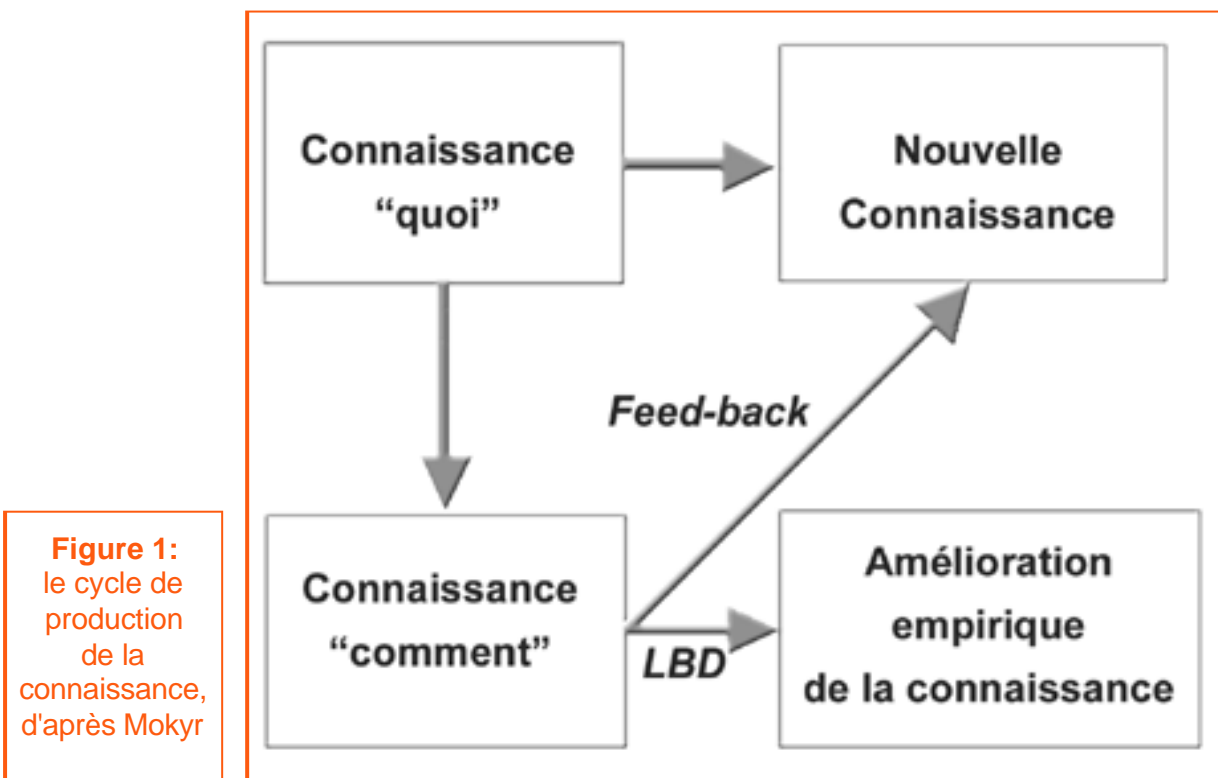 Connaissance
“quoi”
Nouvelle
Connaissance
Feed-back
Connaissance
“comment”
LBD
Amélioration
empirique
de la connaissance
Figure 1:
le cycle de
production
de la
connaissance,
d'après Mokyr